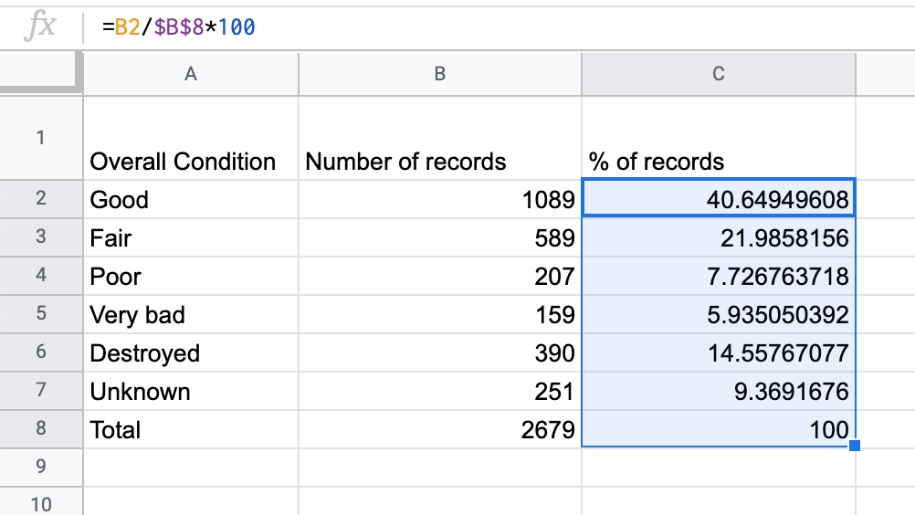 fx =B2/$B$8*100
A B C
1 Overall Condition Number of records % of records
2 Good 1089 40.64949608
3 Fair 589 21.9858156
4 Poor 207 7.726763718
5 Very bad 159 5.935050392
6 Destroyed 390 14.55767077
7 Unknown 251 9.3691676
8 Total 2679 100
9
10